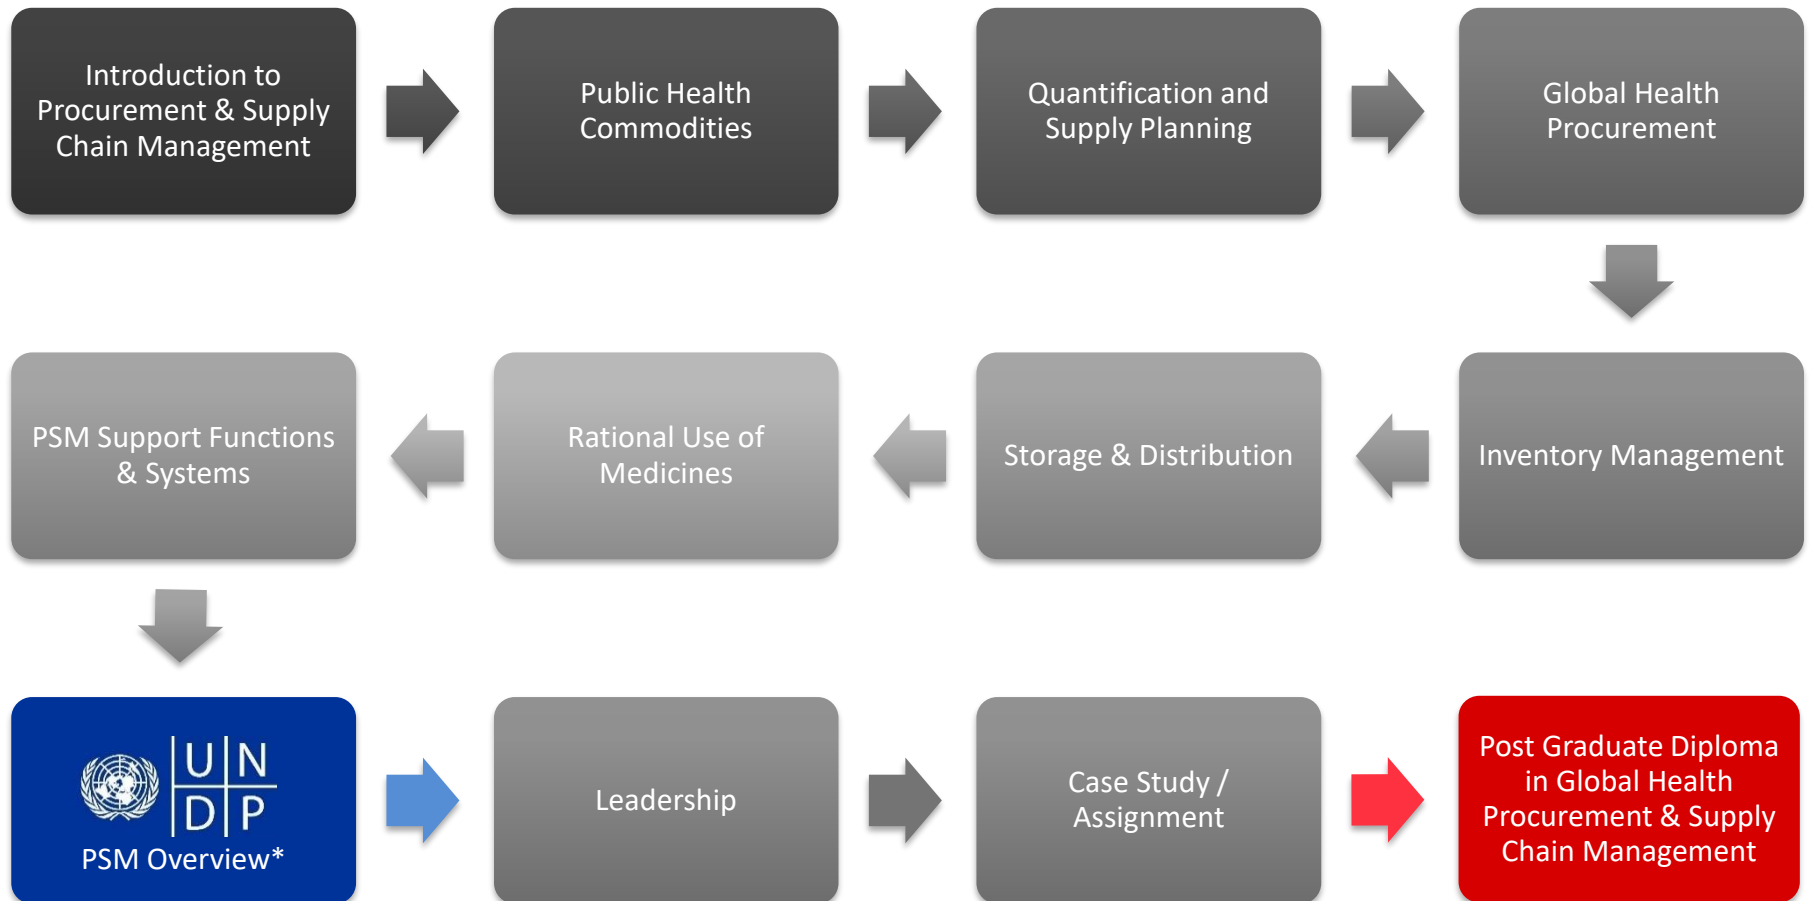 Introduction to
Procurement & Supply
Chain Management
Public Health
Commodities
Quantification and
Supply Planning
Global Health
Procurement
Inventory Management
Storage & Distribution
Rational Use of
Medicines
PSM Support Functions
& Systems
U N
D P
PSM Overview*
Leadership
Case Study /
Assignment
Post Graduate Diploma
in Global Health
Procurement & Supply
Chain Management